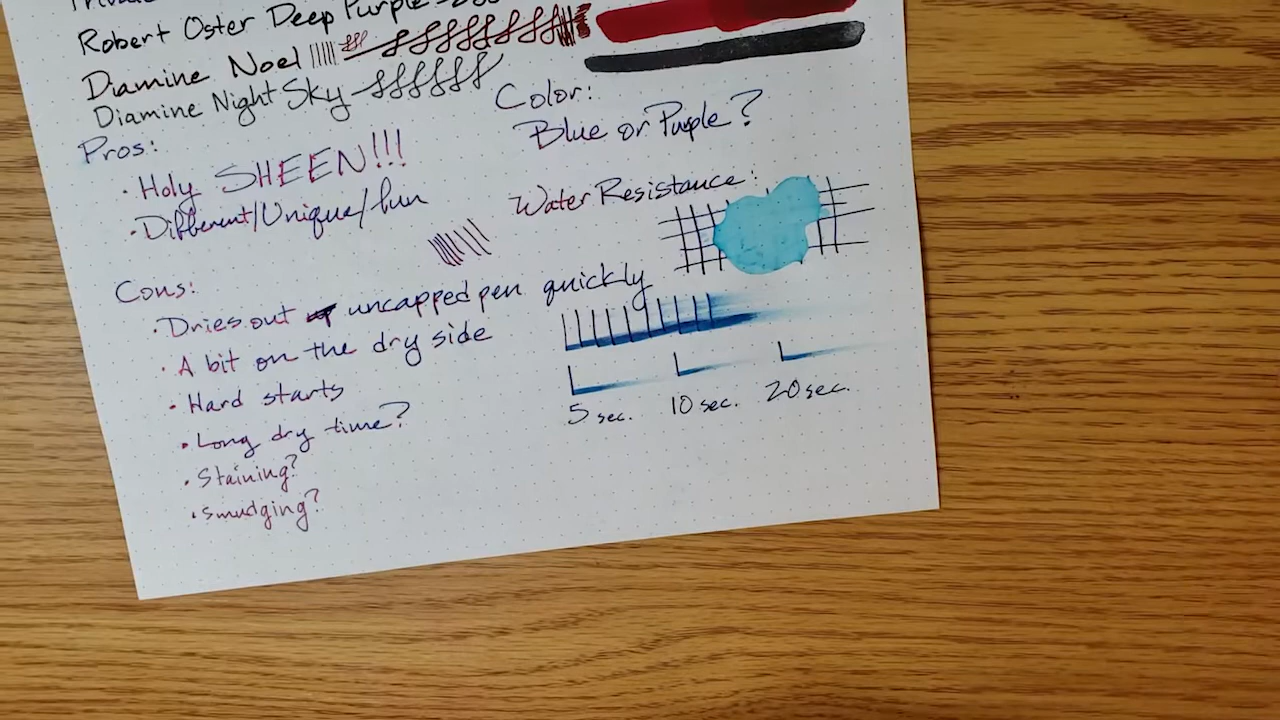 Robert Oster Deep Purple
Diamine Noel
Diamine Night Sky
Color:
Blue or Purple?
Pros:
· Holy SHEEN!!!
· Different/Unique/fun
Water Resistance:
Cons:
· Dries out uncapped pen quickly
· A bit on the dry side
· Hard starts
· Long dry time?
· Staining?
· Smudging?
5 sec. 10 sec. 20 sec.